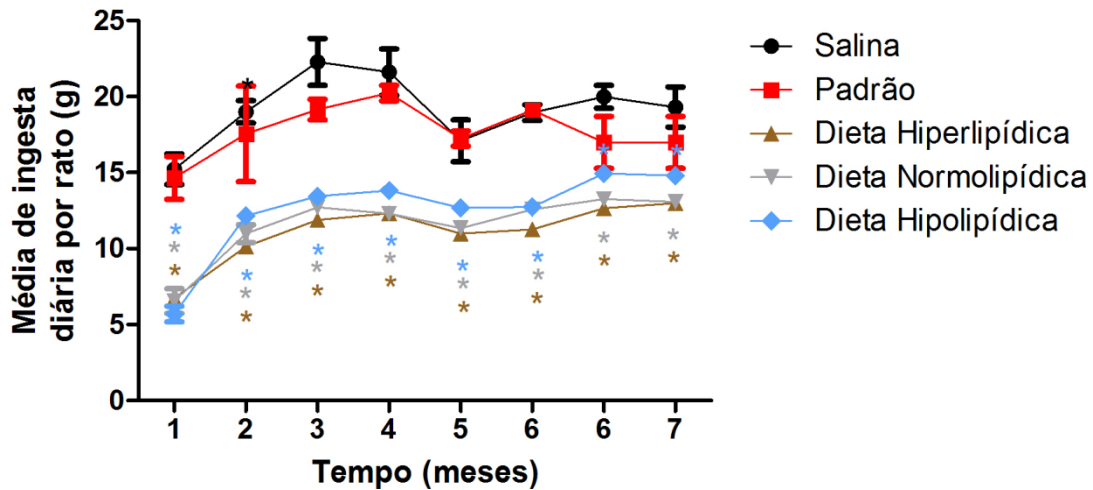 Média de ingesta
diária por rato (g)
25
20
15
10
5
0
* * * * * * * *
* * * * * * * *
* * * * * * * *
*
1 2 3 4 5 6 6 7
Tempo (meses)
Salina
Padrão
Dieta Hiperlipídica
Dieta Normolipídica
Dieta Hipolipídica